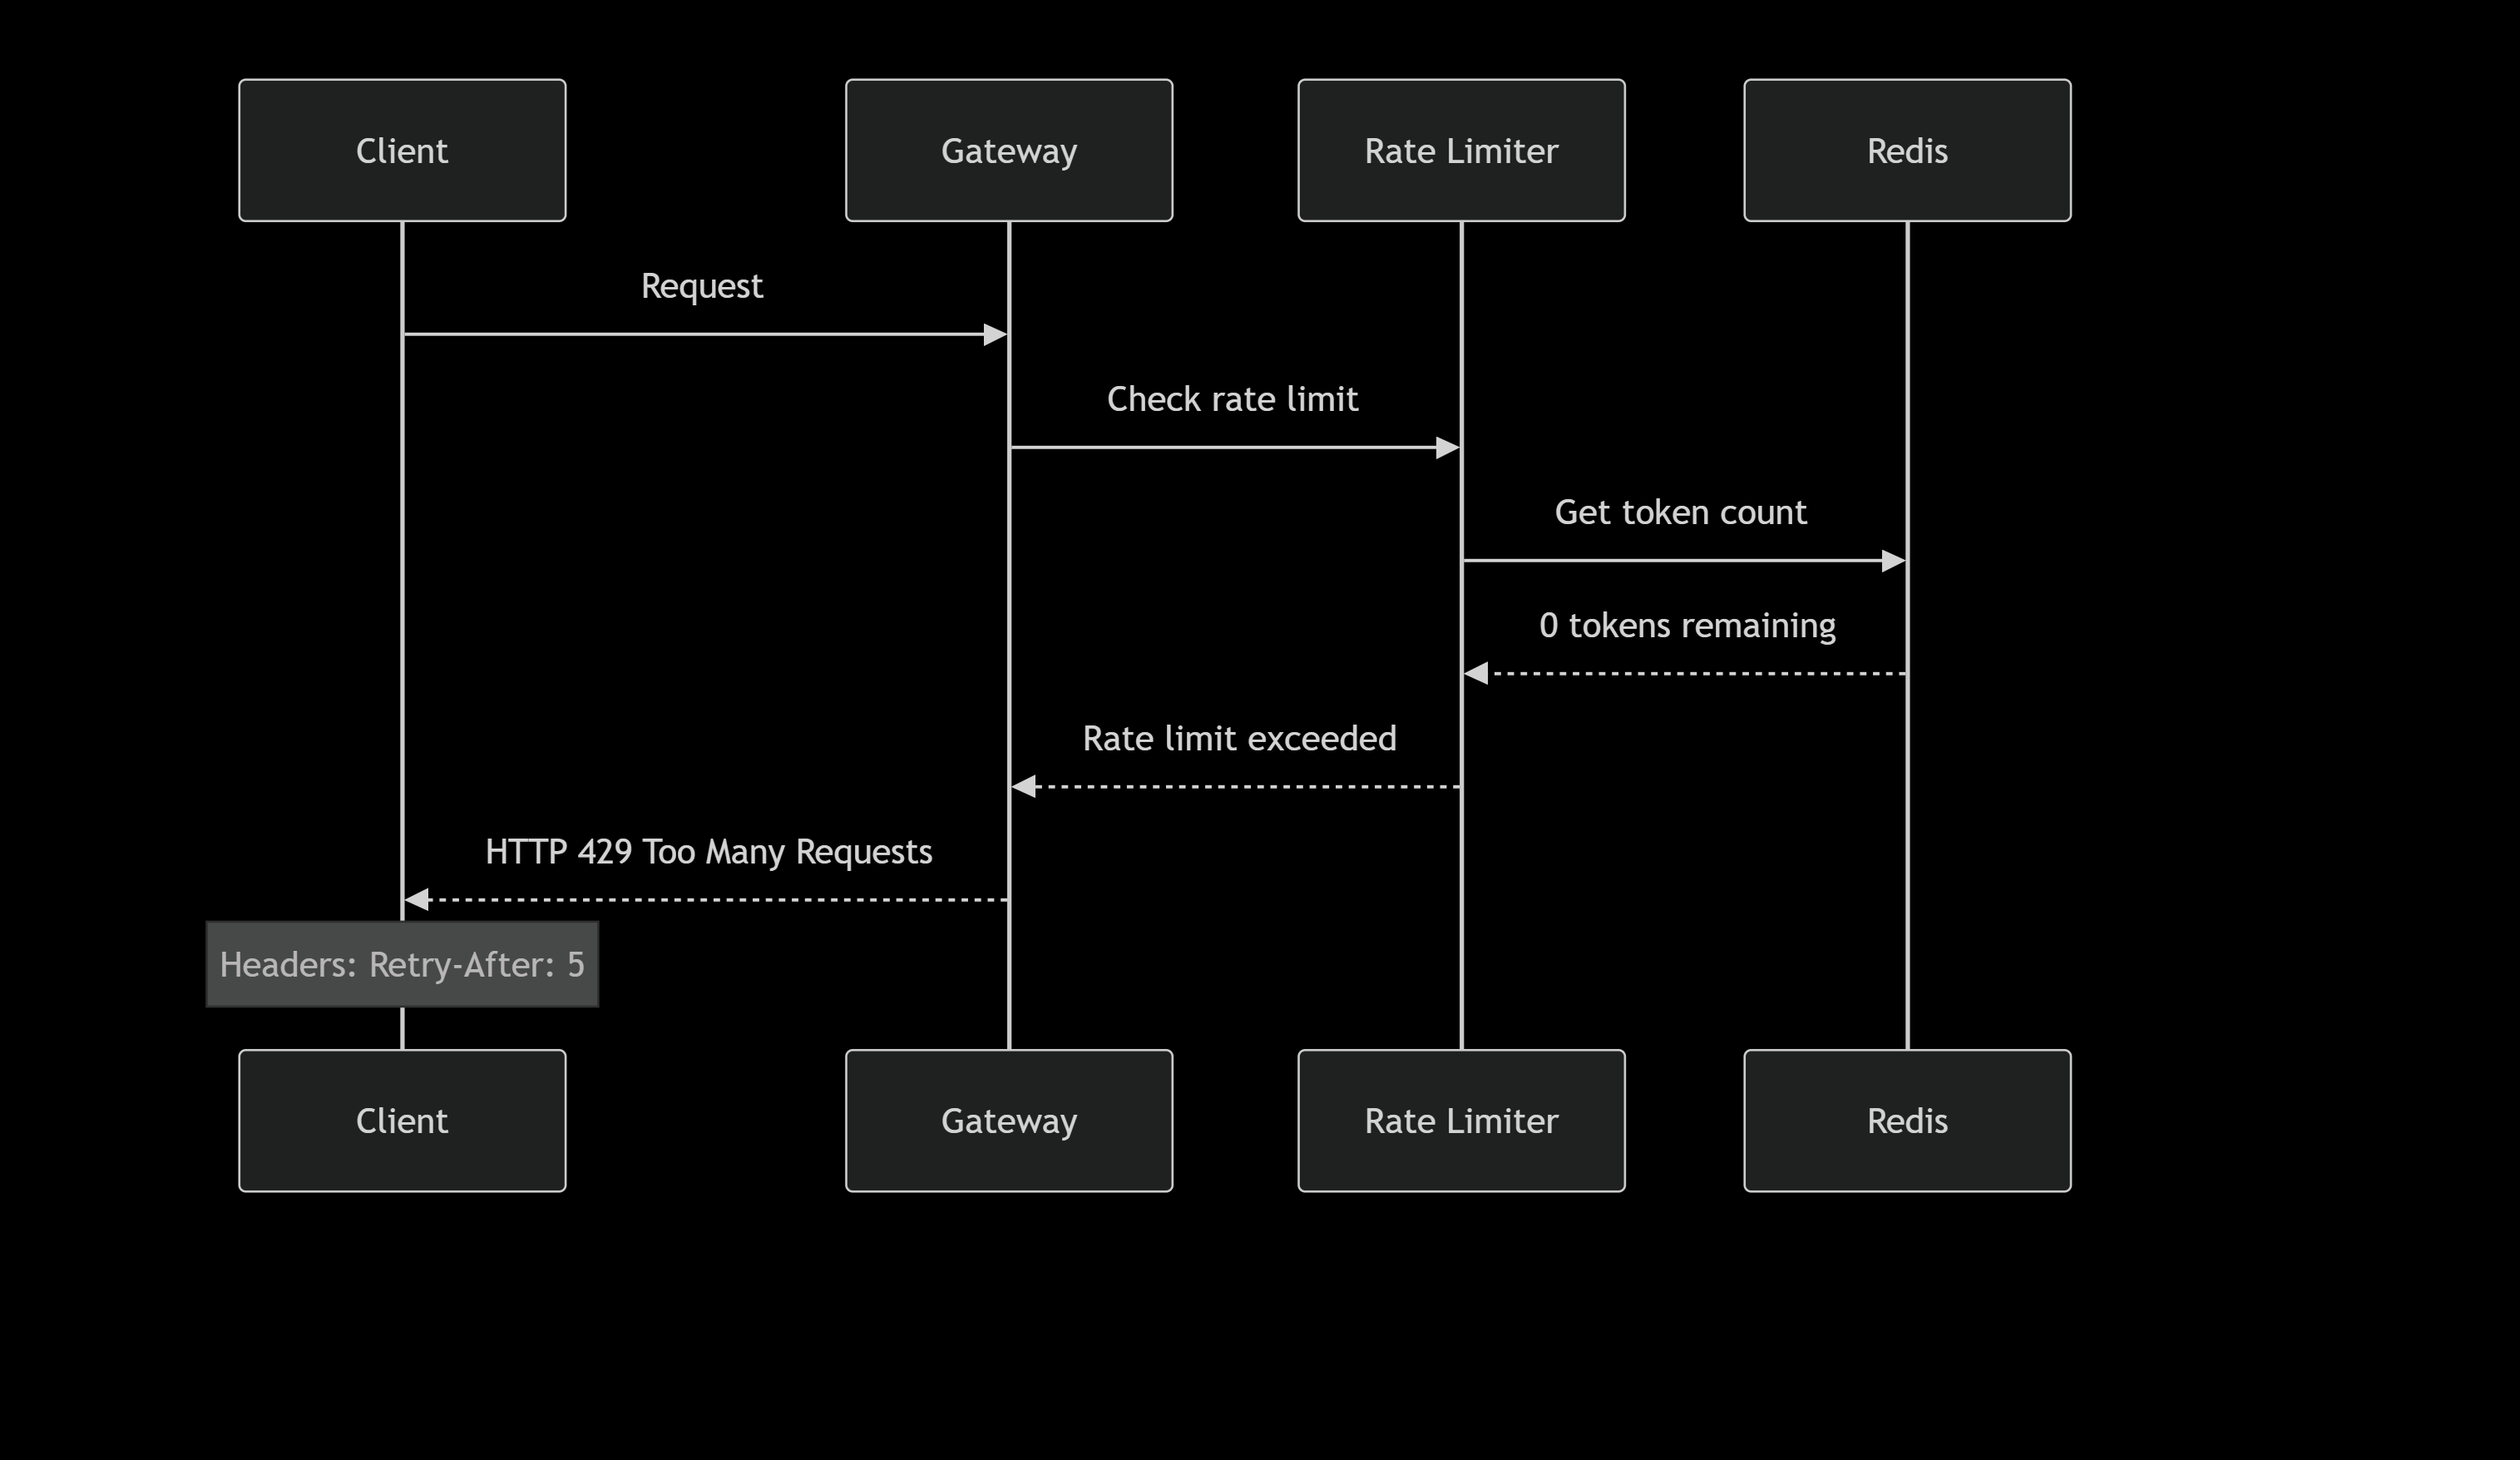 Client
Gateway
Rate Limiter
Redis
Request
Check rate limit
Get token count
0 tokens remaining
Rate limit exceeded
HTTP 429 Too Many Requests
Headers: Retry-After: 5
Client
Gateway
Rate Limiter
Redis